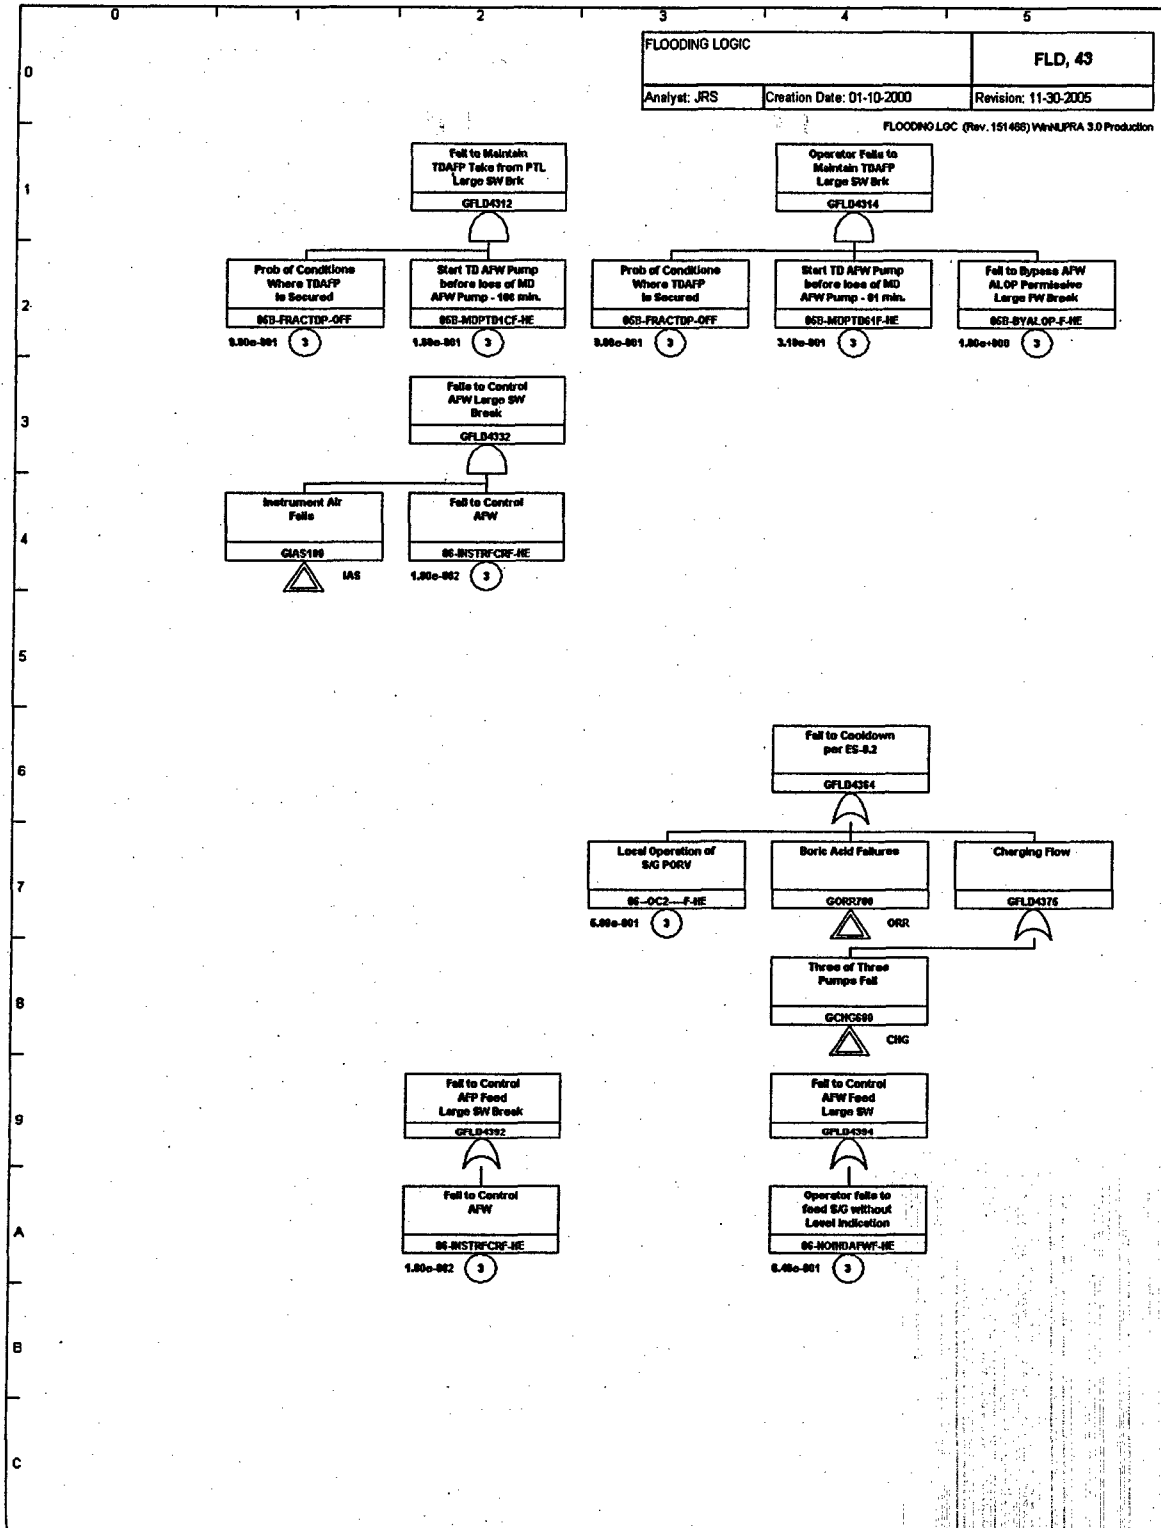 0 1 2 3 4 5
FLOODING LOGIC
FLD, 43
Analyst: JRS
Creation Date: 01-10-2000
Revision: 11-30-2005
FLOODING.LGC (Rev. 151466) WinNUPRA 3.0 Production
0
1
Fail to Maintain
TDAFP Take from PTL
Large SW Brk
GFLD4312
Operator Fails to
Maintain TDAFP
Large SW Brk
GFLD4314
2
Prob of Conditions
Where TDAFP
Is Secured
05B-FRACTDP-OFF
3
Start TD AFW Pump
before loss of MD
AFW Pump - min.
05B-MDPTD1CF-HE
1.80e-001
3
Prob of Conditions
Where TDAFP
Is Secured
05B-FRACTDP-OFF
3
Start TD AFW Pump
before loss of MD
AFW Pump - 61 min.
05B-MDPTD61F-HE
3.10e-001
3
Fail to Bypass AFW
ALOP Permissive
Large FW Break
05B-BYALOP-F-HE
1.00e+000
3
3
Fails to Control
AFW Large SW
Break
GFLD4332
4
Instrument Air
Fails
GIAS100
IAS
Fail to Control
AFW
06-INSTRFCRF-HE
1.80e-002
3
5
6
Fail to Cooldown
per ES-0.2
GFLD4364
7
Local Operation of
S/G PORV
06--OC2----F-HE
3
Boric Acid Failures
GORR700
ORR
Charging Flow
GFLD4375
8
Three of Three
Pumps Fail
GCHG600
CHG
9
Fail to Control
AFP Feed
Large SW Break
GFLD4392
Fail to Control
AFW Feed
Large SW
GFLD4394
A
Fail to Control
AFW
06-INSTRFCRF-HE
1.80e-002
3
Operator fails to
feed S/G without
Level Indication
06-NOINDAFWF-HE
3
B
C